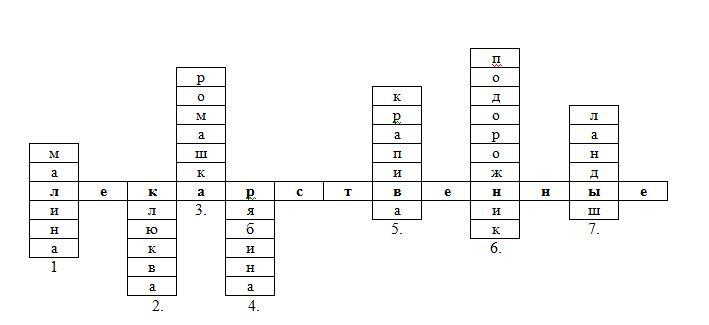 малина
1
лекарственные
клюква
2.
ромашка
3.
рябина
4.
крапива
5.
подорожник
6.
ландыш
7.